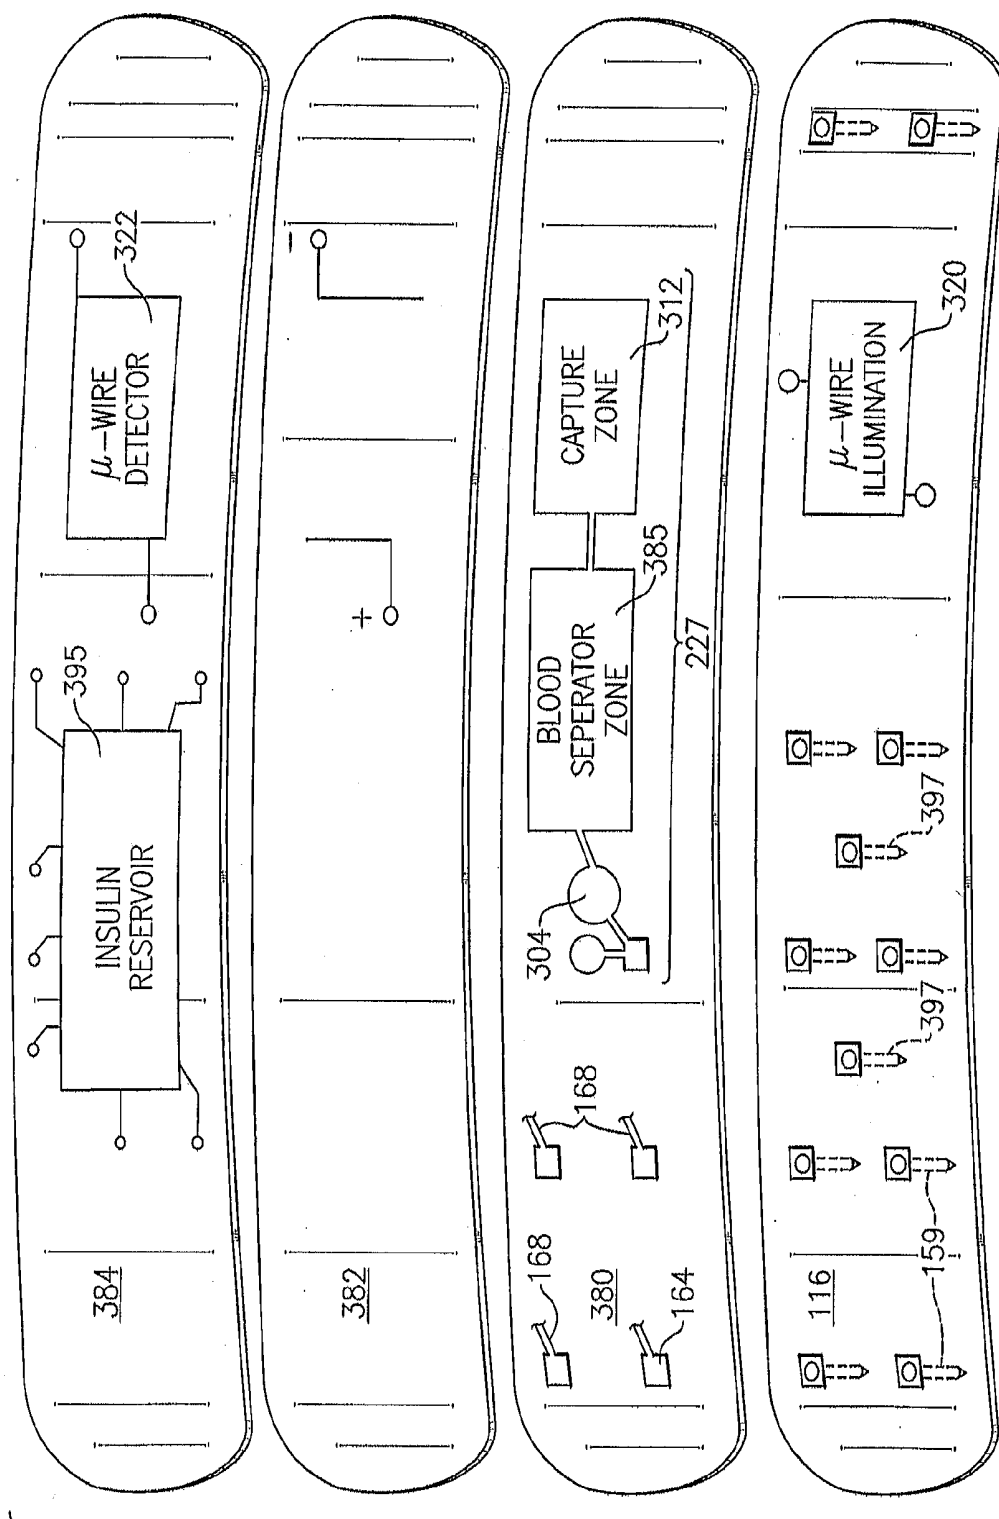 384
INSULIN
RESERVOIR
395
μ-WIRE
DETECTOR
322
382
+
−
380
168
164
168
304
BLOOD
SEPERATOR
ZONE
385
CAPTURE
ZONE
312
227
116
159
397
397
μ-WIRE
ILLUMINATION
320